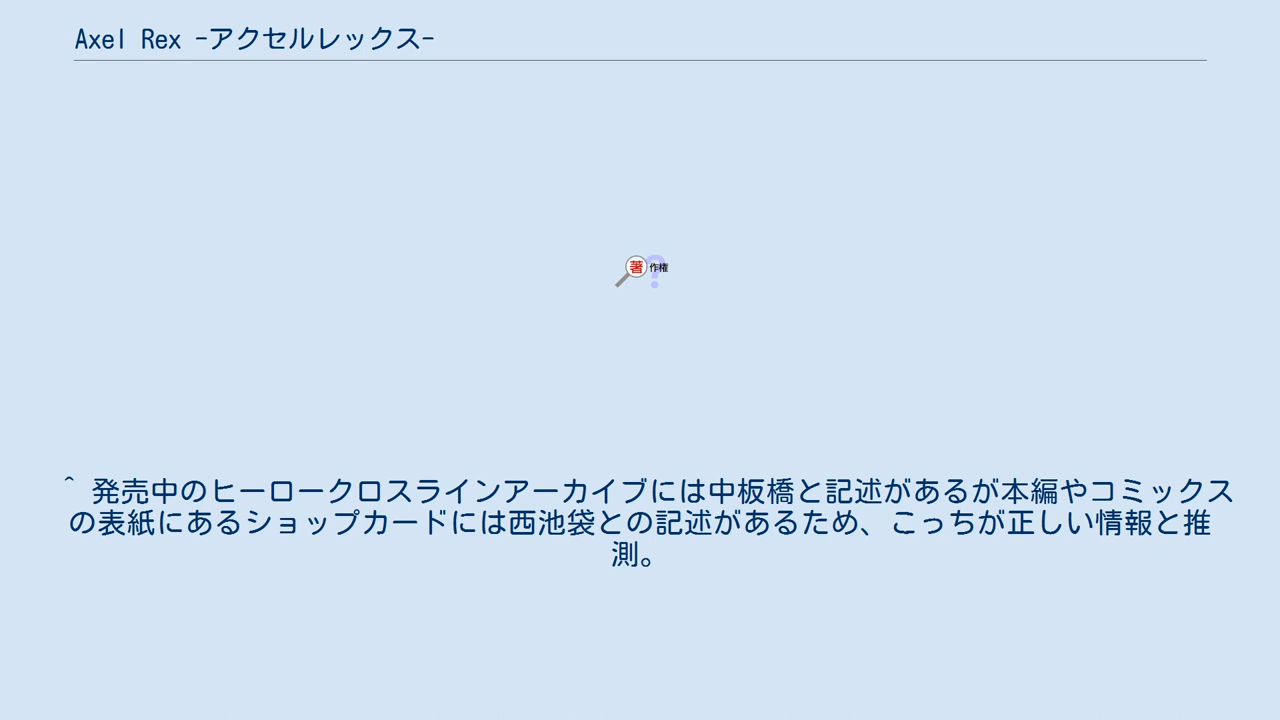 Axel Rex -アクセルレックス-
著作権?
^ 発売中のヒーロークロスラインアーカイブには中板橋と記述があるが本編やコミックス
の表紙にあるショップカードには西池袋との記述があるため、こっちが正しい情報と推
測。